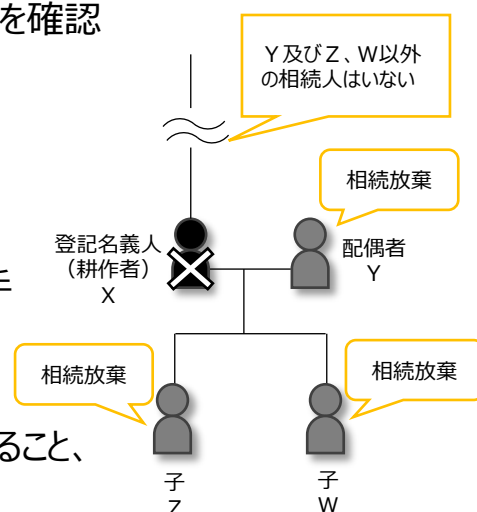 を確認
Y及びZ、W以外
の相続人はいない
相続放棄
登記名義人
（耕作者）
X
配偶者
Y
相続放棄
相続放棄
ること、
子
Z
子
W